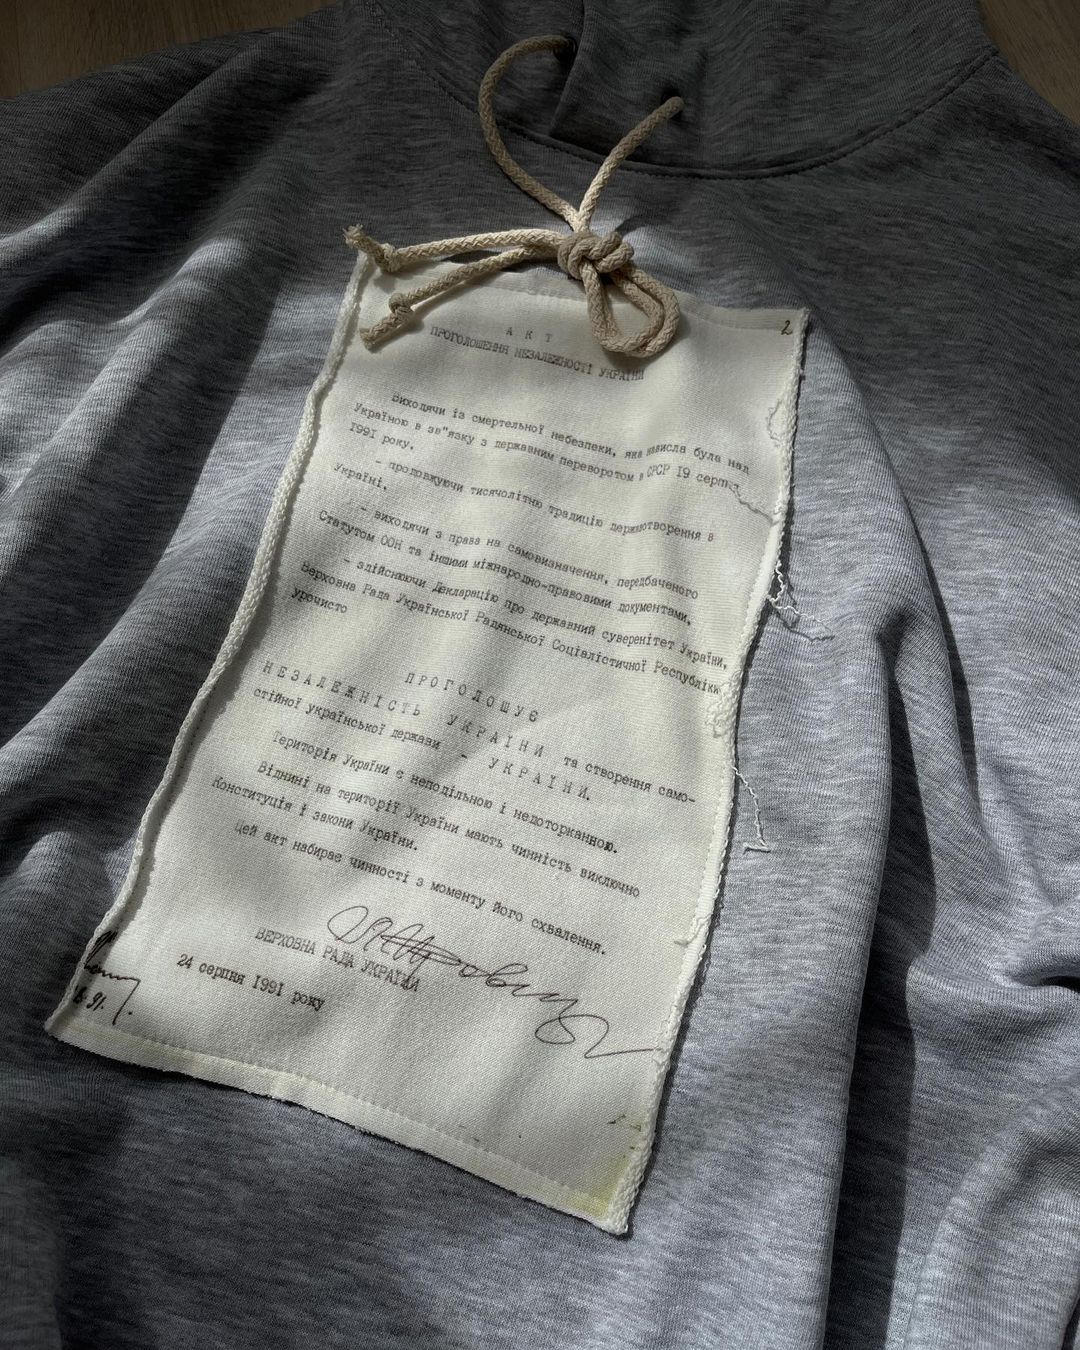 2
А К Т
ПРОГОЛОШЕННЯ НЕЗАЛЕЖНОСТІ УКРАЇНИ
Виходячи із смертельної небезпеки, яка нависла була над
Україною в зв"язку з державним переворотом в СРСР 19 серпня
1991 року,
- продовжуючи тисячолітню традицію державотворення в
Україні,
- виходячи з права на самовизначення, передбаченого
Статутом ООН та іншими міжнародно-правовими документами,
- здійснюючи Декларацію про державний суверенітет України,
Верховна Рада Української Радянської Соціалістичної Республіки
урочисто
П Р О Г О Л О Ш У Є
Н Е З А Л Е Ж Н І С Т Ь У К Р А Ї Н И та створення само-
стійної української держави - У К Р А Ї Н И.
Територія України є неподільною і недоторканною.
Віднині на території України мають чинність виключно
Конституція і закони України.
Цей акт набирає чинності з моменту його схвалення.
ВЕРХОВНА РАДА УКРАЇНИ
24 серпня 1991 року
91.